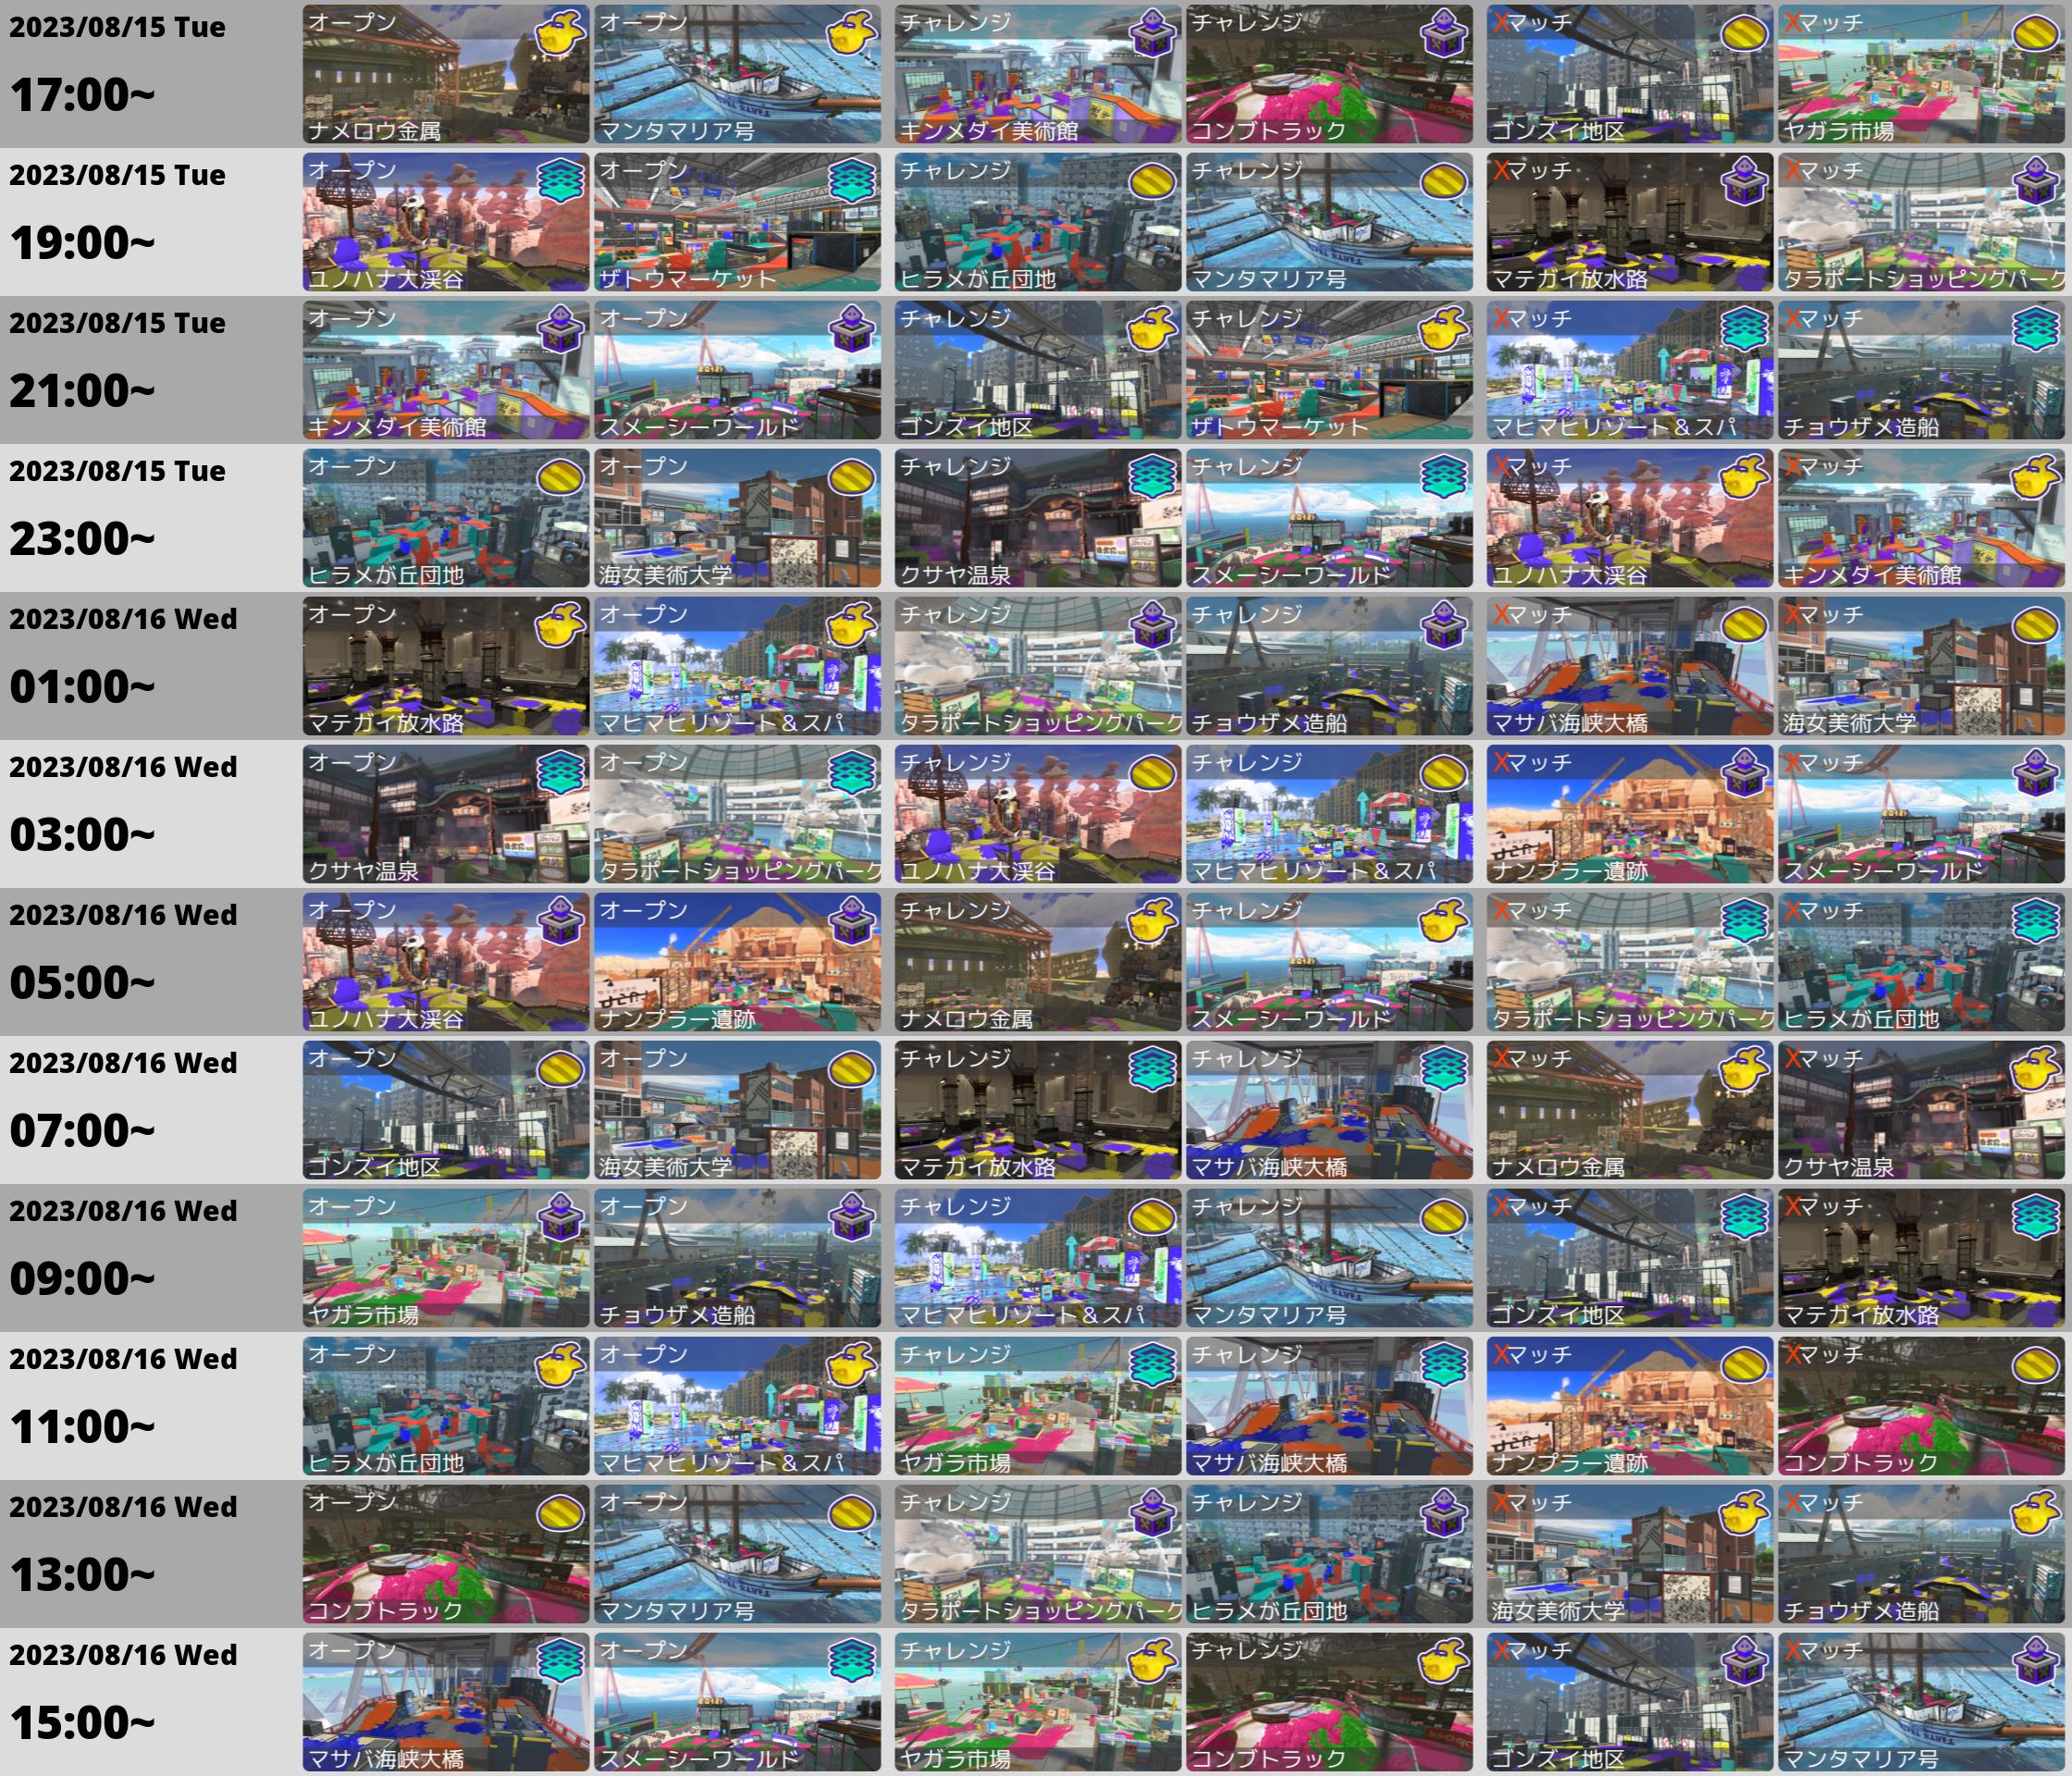 2023/08/15 Tue
17:00~
オープン オープン チャレンジ チャレンジ Xマッチ Xマッチ
ナメロウ金属 マンタマリア号 キンメダイ美術館 コンブトラック ゴンズイ地区 ヤガラ市場
2023/08/15 Tue
19:00~
オープン オープン チャレンジ チャレンジ Xマッチ Xマッチ
ユノハナ大渓谷 ザトウマーケット ヒラメが丘団地 マンタマリア号 マテガイ放水路 タラポートショッピングパーク
2023/08/15 Tue
21:00~
オープン オープン チャレンジ チャレンジ Xマッチ Xマッチ
キンメダイ美術館 スメーシーワールド ゴンズイ地区 ザトウマーケット マヒマヒリゾート＆スパ チョウザメ造船
2023/08/15 Tue
23:00~
オープン オープン チャレンジ チャレンジ Xマッチ Xマッチ
ヒラメが丘団地 海女美術大学 クサヤ温泉 スメーシーワールド ユノハナ大渓谷 キンメダイ美術館
2023/08/16 Wed
01:00~
オープン オープン チャレンジ チャレンジ Xマッチ Xマッチ
マテガイ放水路 マヒマヒリゾート＆スパ タラポートショッピングパーク チョウザメ造船 マサバ海峡大橋 海女美術大学
2023/08/16 Wed
03:00~
オープン オープン チャレンジ チャレンジ Xマッチ Xマッチ
クサヤ温泉 タラポートショッピングパーク ユノハナ大渓谷 マヒマヒリゾート＆スパ ナンプラー遺跡 スメーシーワールド
2023/08/16 Wed
05:00~
オープン オープン チャレンジ チャレンジ Xマッチ Xマッチ
ユノハナ大渓谷 ナンプラー遺跡 ナメロウ金属 スメーシーワールド タラポートショッピングパーク ヒラメが丘団地
2023/08/16 Wed
07:00~
オープン オープン チャレンジ チャレンジ Xマッチ Xマッチ
ゴンズイ地区 海女美術大学 マテガイ放水路 マサバ海峡大橋 ナメロウ金属 クサヤ温泉
2023/08/16 Wed
09:00~
オープン オープン チャレンジ チャレンジ Xマッチ Xマッチ
ヤガラ市場 チョウザメ造船 マヒマヒリゾート＆スパ マンタマリア号 ゴンズイ地区 マテガイ放水路
2023/08/16 Wed
11:00~
オープン オープン チャレンジ チャレンジ Xマッチ Xマッチ
ヒラメが丘団地 マヒマヒリゾート＆スパ ヤガラ市場 マサバ海峡大橋 ナンプラー遺跡 コンブトラック
2023/08/16 Wed
13:00~
オープン オープン チャレンジ チャレンジ Xマッチ Xマッチ
コンブトラック マンタマリア号 タラポートショッピングパーク ヒラメが丘団地 海女美術大学 チョウザメ造船
2023/08/16 Wed
15:00~
オープン オープン チャレンジ チャレンジ Xマッチ Xマッチ
マサバ海峡大橋 スメーシーワールド ヤガラ市場 コンブトラック ゴンズイ地区 マンタマリア号